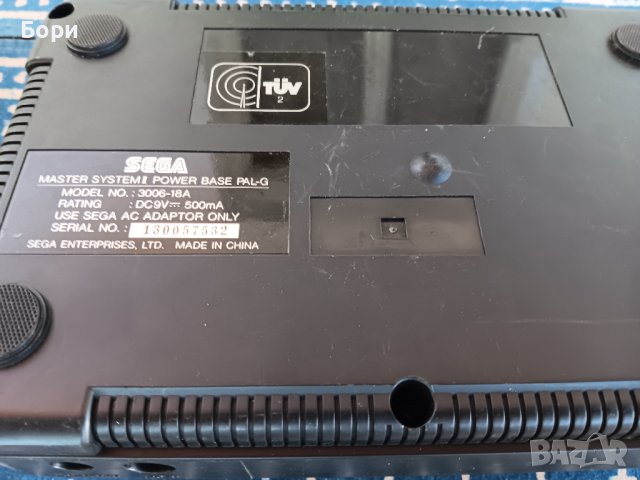 Бори
TÜV
2
SEGA
MASTER SYSTEM II POWER BASE PAL-G
MODEL NO. : 3006-18A
RATING : DC9V⎓ 500mA
USE SEGA AC ADAPTOR ONLY
SERIAL NO. : 130057532
SEGA ENTERPRISES, LTD. MADE IN CHINA
BAZAR